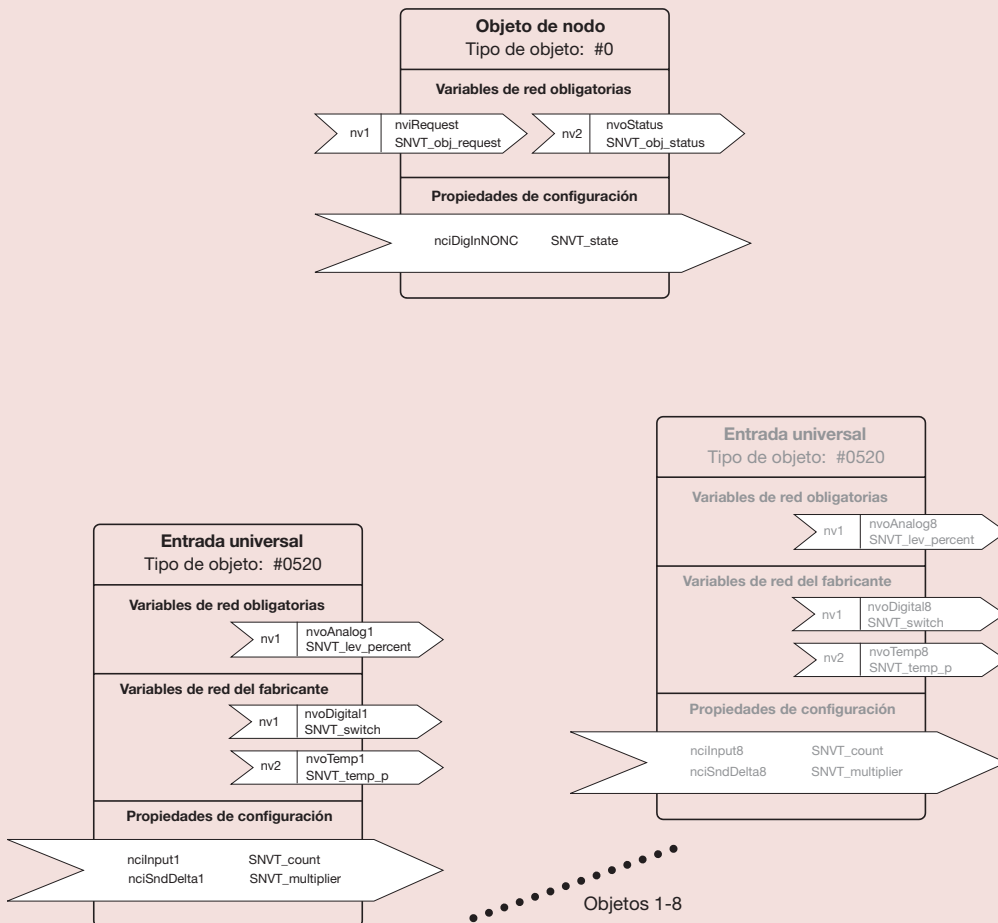 Objeto de nodo
Tipo de objeto: #0
Variables de red obligatorias
nv1 nviRequest SNVT_obj_request
nv2 nvoStatus SNVT_obj_status
Propiedades de configuración
nciDigInNONC SNVT_state
Entrada universal
Tipo de objeto: #0520
Variables de red obligatorias
nv1 nvoAnalog8 SNVT_lev_percent
Variables de red del fabricante
nv1 nvoDigital8 SNVT_switch
nv2 nvoTemp8 SNVT_temp_p
Propiedades de configuración
nciInput8 SNVT_count
nciSndDelta8 SNVT_multiplier
Entrada universal
Tipo de objeto: #0520
Variables de red obligatorias
nv1 nvoAnalog1 SNVT_lev_percent
Variables de red del fabricante
nv1 nvoDigital1 SNVT_switch
nv2 nvoTemp1 SNVT_temp_p
Propiedades de configuración
nciInput1 SNVT_count
nciSndDelta1 SNVT_multiplier
Objetos 1-8